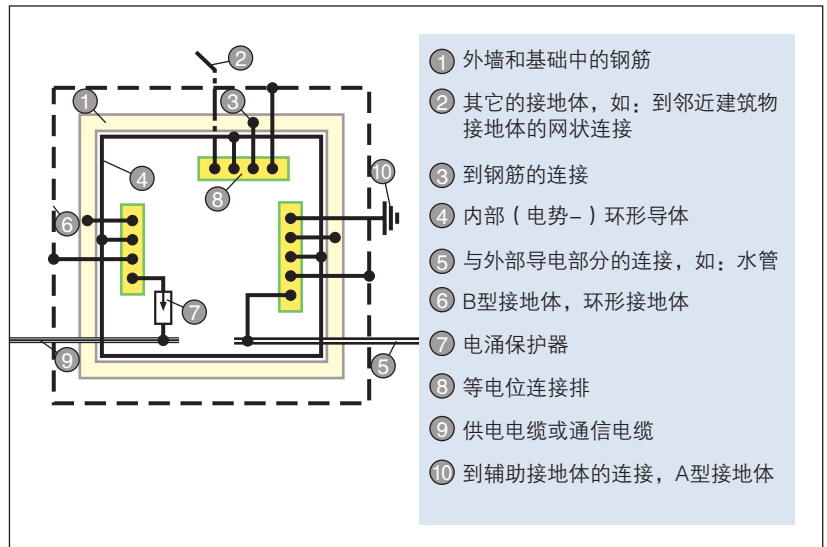 2
1
3
4
10
8
6
7
9
5
1 外墙和基础中的钢筋
2 其它的接地体，如：到邻近建筑物
接地体的网状连接
3 到钢筋的连接
4 内部（电势–）环形导体
5 与外部导电部分的连接，如：水管
6 B型接地体，环形接地体
7 电涌保护器
8 等电位连接排
9 供电电缆或通信电缆
10 到辅助接地体的连接，A型接地体